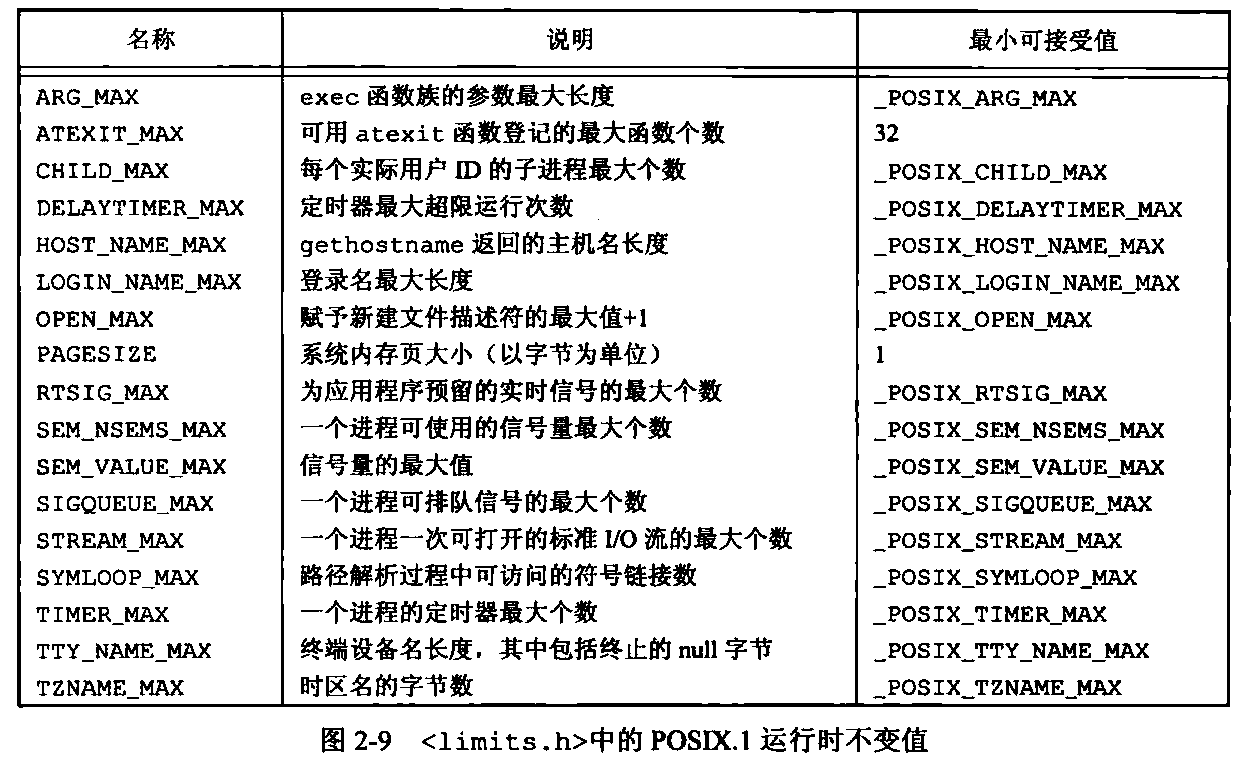 名称 说明 最小可接受值
ARG_MAX exec 函数族的参数最大长度 _POSIX_ARG_MAX
ATEXIT_MAX 可用 atexit 函数登记的最大函数个数 32
CHILD_MAX 每个实际用户 ID 的子进程最大个数 _POSIX_CHILD_MAX
DELAYTIMER_MAX 定时器最大超限运行次数 _POSIX_DELAYTIMER_MAX
HOST_NAME_MAX gethostname 返回的主机名长度 _POSIX_HOST_NAME_MAX
LOGIN_NAME_MAX 登录名最大长度 _POSIX_LOGIN_NAME_MAX
OPEN_MAX 赋予新建文件描述符的最大值+1 _POSIX_OPEN_MAX
PAGESIZE 系统内存页大小（以字节为单位） 1
RTSIG_MAX 为应用程序预留的实时信号的最大个数 _POSIX_RTSIG_MAX
SEM_NSEMS_MAX 一个进程可使用的信号量最大个数 _POSIX_SEM_NSEMS_MAX
SEM_VALUE_MAX 信号量的最大值 _POSIX_SEM_VALUE_MAX
SIGQUEUE_MAX 一个进程可排队信号的最大个数 _POSIX_SIGQUEUE_MAX
STREAM_MAX 一个进程一次可打开的标准 I/O 流的最大个数 _POSIX_STREAM_MAX
SYMLOOP_MAX 路径解析过程中可访问的符号链接数 _POSIX_SYMLOOP_MAX
TIMER_MAX 一个进程的定时器最大个数 _POSIX_TIMER_MAX
TTY_NAME_MAX 终端设备名长度，其中包括终止的 null 字节 _POSIX_TTY_NAME_MAX
TZNAME_MAX 时区名的字节数 _POSIX_TZNAME_MAX
图 2-9 <limits.h>中的 POSIX.1 运行时不变值